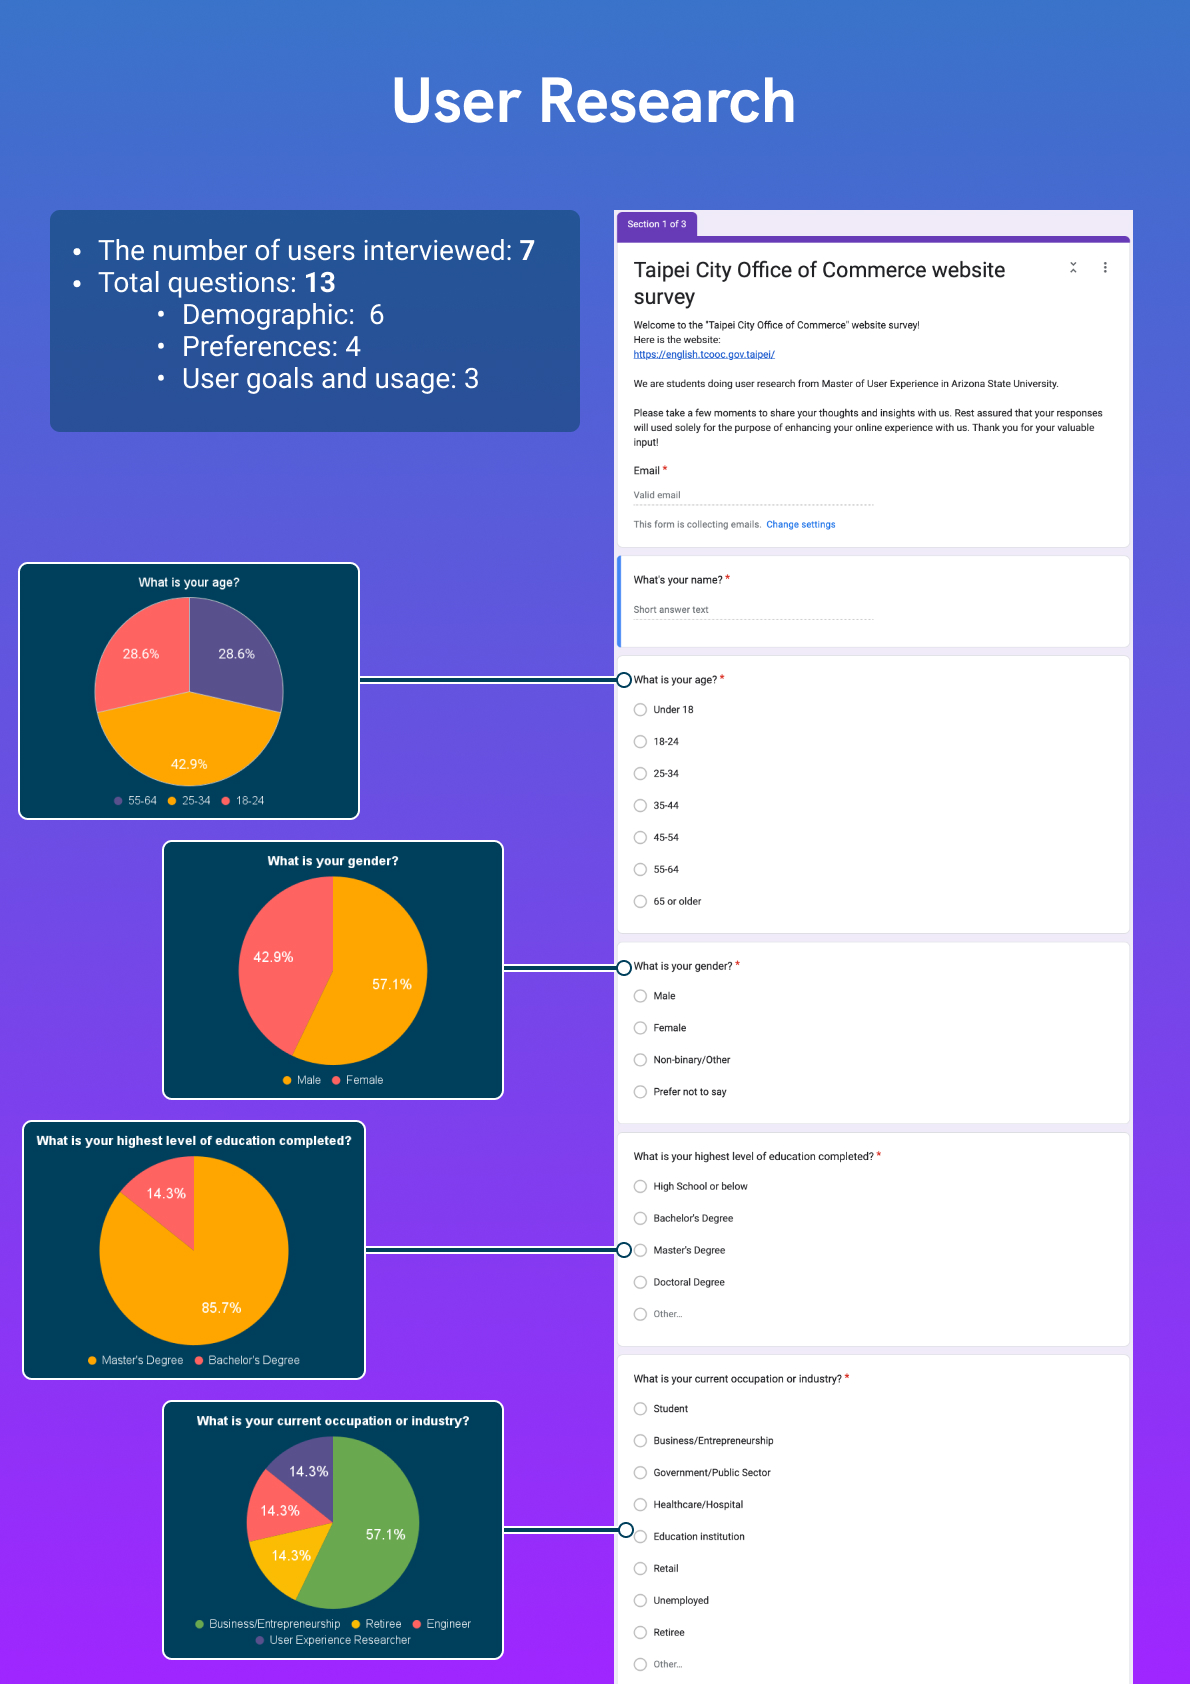 User Research
• The number of users interviewed: 7
• Total questions: 13
• Demographic: 6
• Preferences: 4
• User goals and usage: 3
Section 1 of 3
Taipei City Office of Commerce website
survey
Welcome to the "Taipei City Office of Commerce" website survey!
Here is the website:
https://english.tcooc.gov.taipei/
We are students doing user research from Master of User Experience in Arizona State University.
Please take a few moments to share your thoughts and insights with us. Rest assured that your responses
will used solely for the purpose of enhancing your online experience with us. Thank you for your valuable
input!
Email *
Valid email
This form is collecting emails. Change settings
What's your name? *
Short answer text
What is your age? *
Under 18
18-24
25-34
35-44
45-54
55-64
65 or older
What is your gender? *
Male
Female
Non-binary/Other
Prefer not to say
What is your highest level of education completed? *
High School or below
Bachelor's Degree
Master's Degree
Doctoral Degree
Other...
What is your current occupation or industry? *
Student
Business/Entrepreneurship
Government/Public Sector
Healthcare/Hospital
Education institution
Retail
Unemployed
Retiree
Other...
What is your age?
28.6% 28.6%
42.9%
55-64 25-34 18-24
What is your gender?
42.9%
57.1%
Male Female
What is your highest level of education completed?
14.3%
85.7%
Master's Degree Bachelor's Degree
What is your current occupation or industry?
14.3%
14.3%
57.1%
14.3%
Business/Entrepreneurship Retiree Engineer
User Experience Researcher